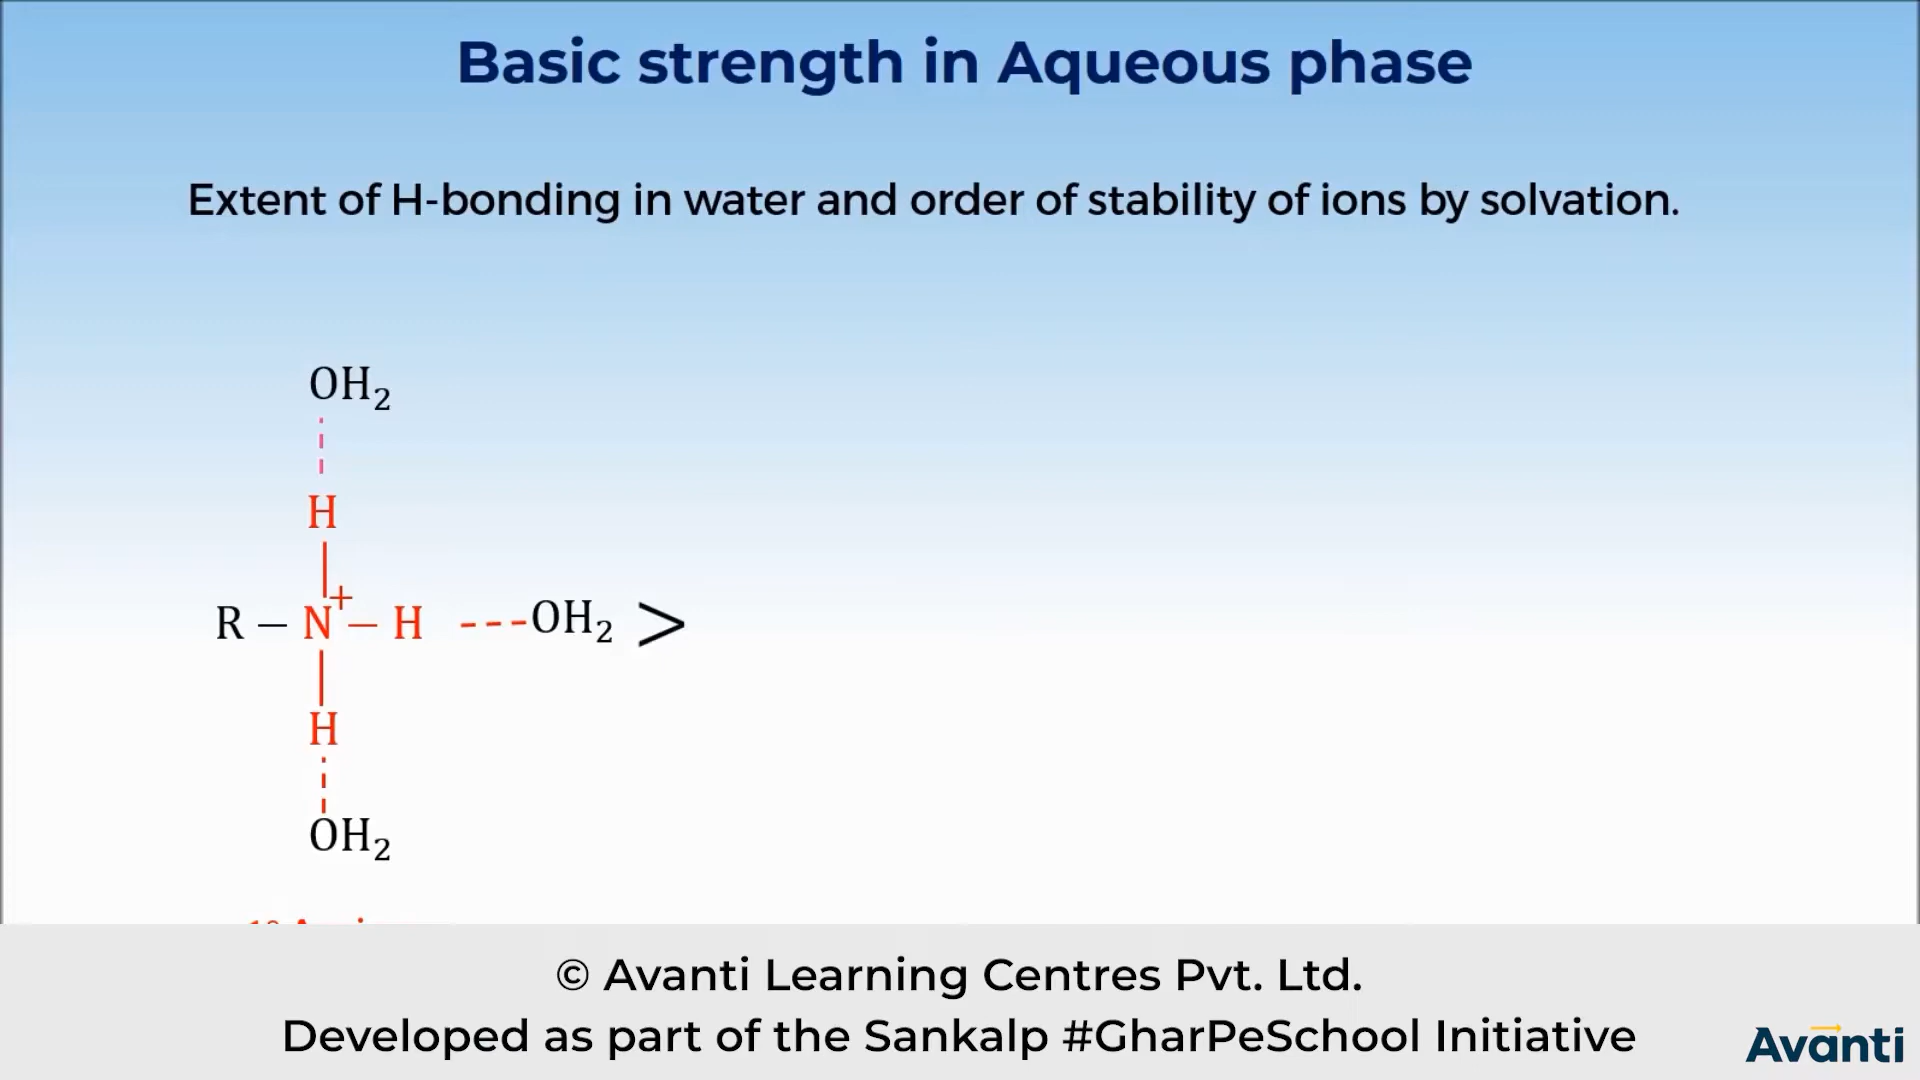 Basic strength in Aqueous phase
Extent of H-bonding in water and order of stability of ions by solvation.
OH₂
H
R – N⁺ – H ---OH₂ >
H
OH₂
© Avanti Learning Centres Pvt. Ltd.
Developed as part of the Sankalp #GharPeSchool Initiative
Avanti